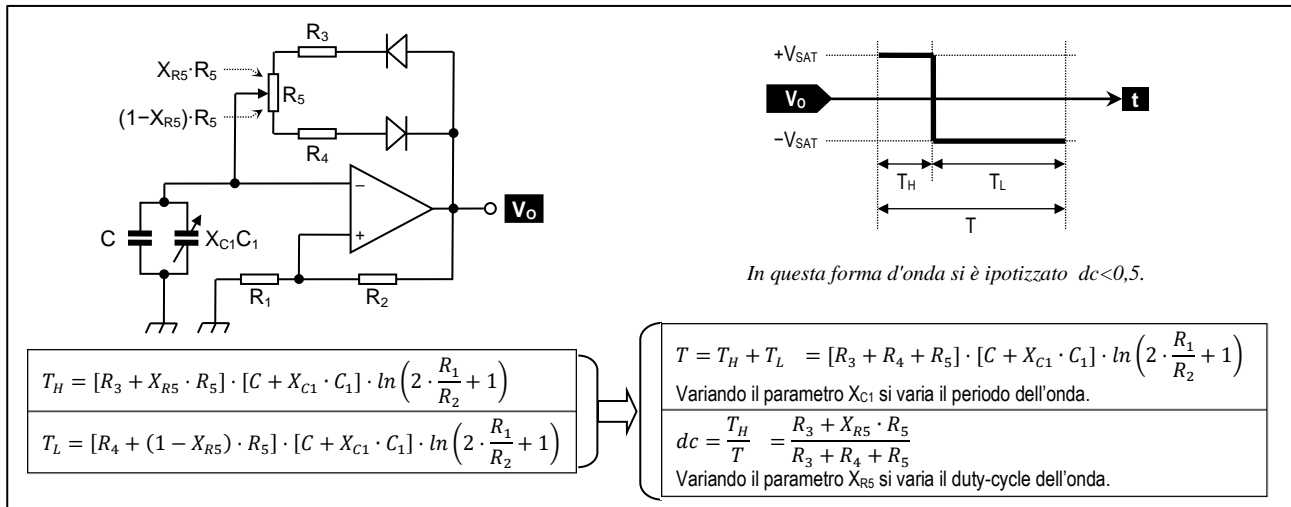 R3
XR5·R5
R5
(1−XR5)·R5
R4
−
+
VO
C
XC1C1
R1
R2
+VSAT
VO
t
−VSAT
TH
TL
T
In questa forma d'onda si è ipotizzato dc<0,5.
TH = [R3 + XR5 · R5] · [C + XC1 · C1] · ln(2 · R1/R2 + 1)
TL = [R4 + (1 − XR5) · R5] · [C + XC1 · C1] · ln(2 · R1/R2 + 1)
T = TH + TL = [R3 + R4 + R5] · [C + XC1 · C1] · ln(2 · R1/R2 + 1)
Variando il parametro XC1 si varia il periodo dell’onda.
dc = TH/T = (R3 + XR5 · R5)/(R3 + R4 + R5)
Variando il parametro XR5 si varia il duty-cycle dell’onda.